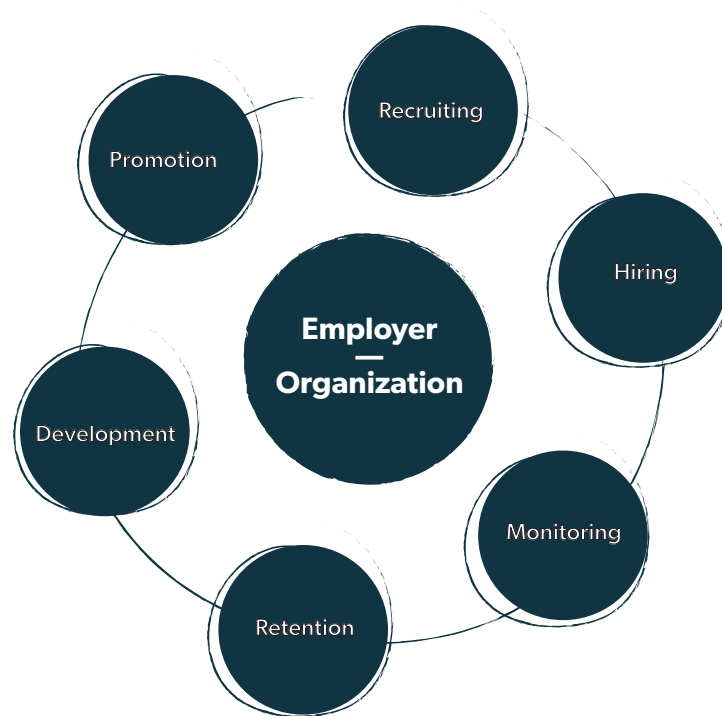 Recruiting
Promotion
Hiring
Employer
—
Organization
Development
Monitoring
Retention